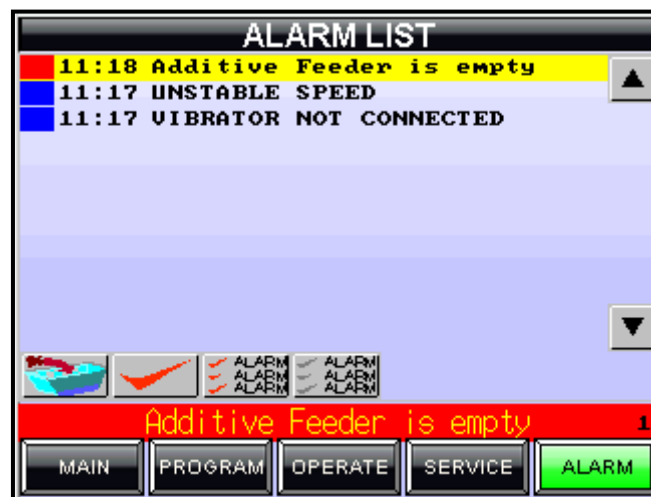 ALARM LIST
11:18 Additive Feeder is empty
11:17 UNSTABLE SPEED
11:17 VIBRATOR NOT CONNECTED
ALARM ALARM
ALARM ALARM
ALARM ALARM
Additive Feeder is empty 1
MAIN PROGRAM OPERATE SERVICE ALARM